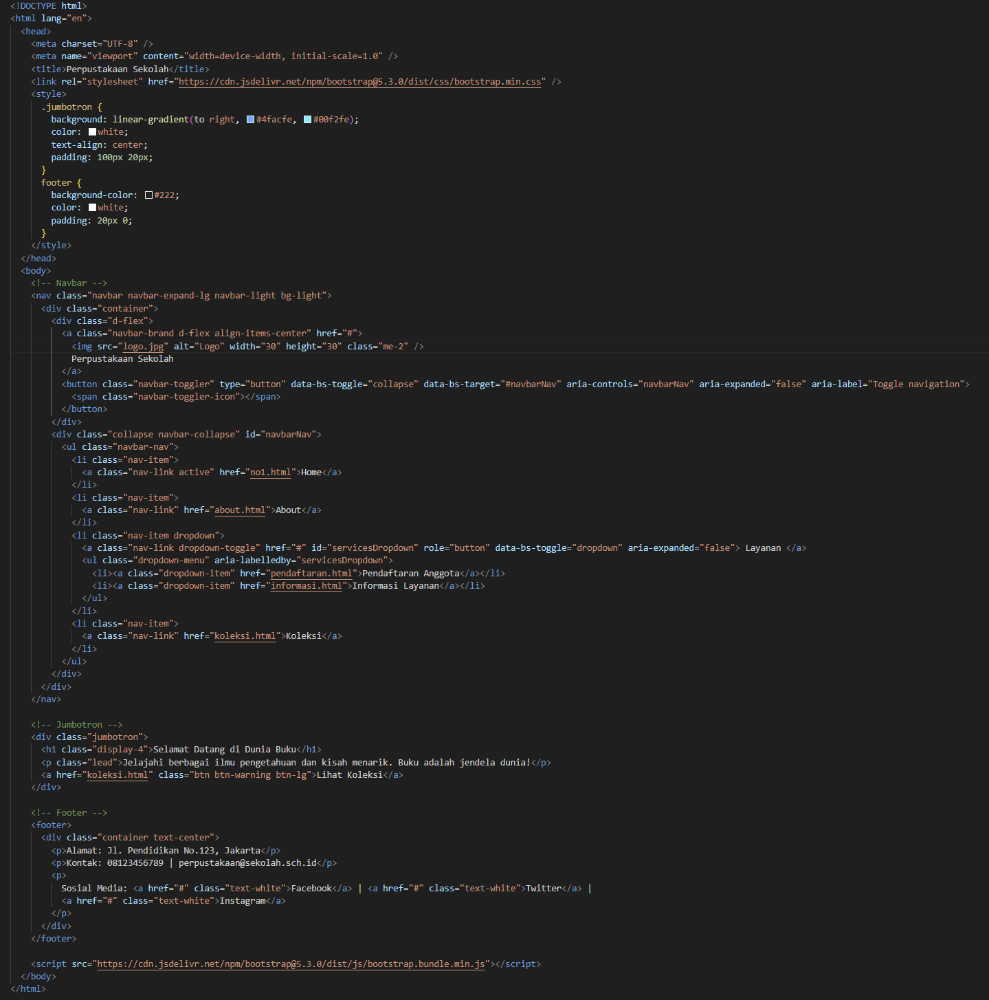 <!DOCTYPE html>
<html lang="en">
  <head>
    <meta charset="UTF-8" />
    <meta name="viewport" content="width=device-width, initial-scale=1.0" />
    <title>Perpustakaan Sekolah</title>
    <link rel="stylesheet" href="https://cdn.jsdelivr.net/npm/bootstrap@5.3.0/dist/css/bootstrap.min.css" />
    <style>
      .jumbotron {
        background: linear-gradient(to right, #4facfe, #00f2fe);
        color: white;
        text-align: center;
        padding: 100px 20px;
      }
      footer {
        background-color: #222;
        color: white;
        padding: 20px 0;
      }
    </style>
  </head>
  <body>
    <!-- Navbar -->
    <nav class="navbar navbar-expand-lg navbar-light bg-light">
      <div class="container">
        <div class="d-flex">
          <a class="navbar-brand d-flex align-items-center" href="#">
            <img src="logo.jpg" alt="Logo" width="30" height="30" class="me-2" />
            Perpustakaan Sekolah
          </a>
          <button class="navbar-toggler" type="button" data-bs-toggle="collapse" data-bs-target="#navbarNav" aria-controls="navbarNav" aria-expanded="false" aria-label="Toggle navigation">
            <span class="navbar-toggler-icon"></span>
          </button>
        </div>
        <div class="collapse navbar-collapse" id="navbarNav">
          <ul class="navbar-nav">
            <li class="nav-item">
              <a class="nav-link active" href="no1.html">Home</a>
            </li>
            <li class="nav-item">
              <a class="nav-link" href="about.html">About</a>
            </li>
            <li class="nav-item dropdown">
              <a class="nav-link dropdown-toggle" href="#" id="servicesDropdown" role="button" data-bs-toggle="dropdown" aria-expanded="false"> Layanan </a>
              <ul class="dropdown-menu" aria-labelledby="servicesDropdown">
                <li><a class="dropdown-item" href="pendaftaran.html">Pendaftaran Anggota</a></li>
                <li><a class="dropdown-item" href="informasi.html">Informasi Layanan</a></li>
              </ul>
            </li>
            <li class="nav-item">
              <a class="nav-link" href="koleksi.html">Koleksi</a>
            </li>
          </ul>
        </div>
      </div>
    </nav>

    <!-- Jumbotron -->
    <div class="jumbotron">
      <h1 class="display-4">Selamat Datang di Dunia Buku</h1>
      <p class="lead">Jelajahi berbagai ilmu pengetahuan dan kisah menarik. Buku adalah jendela dunia!</p>
      <a href="koleksi.html" class="btn btn-warning btn-lg">Lihat Koleksi</a>
    </div>

    <!-- Footer -->
    <footer>
      <div class="container text-center">
        <p>Alamat: Jl. Pendidikan No.123, Jakarta</p>
        <p>Kontak: 08123456789 | perpustakaan@sekolah.sch.id</p>
        <p>
          Sosial Media: <a href="#" class="text-white">Facebook</a> | <a href="#" class="text-white">Twitter</a> |
          <a href="#" class="text-white">Instagram</a>
        </p>
      </div>
    </footer>

    <script src="https://cdn.jsdelivr.net/npm/bootstrap@5.3.0/dist/js/bootstrap.bundle.min.js"></script>
  </body>
</html>